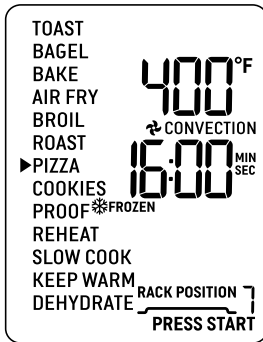 TOAST
BAGEL
BAKE
AIR FRY
BROIL
ROAST
PIZZA
COOKIES
PROOF
REHEAT
SLOW COOK
KEEP WARM
DEHYDRATE
400°F
CONVECTION
16:00 MIN SEC
FROZEN
RACK POSITION 7
PRESS START